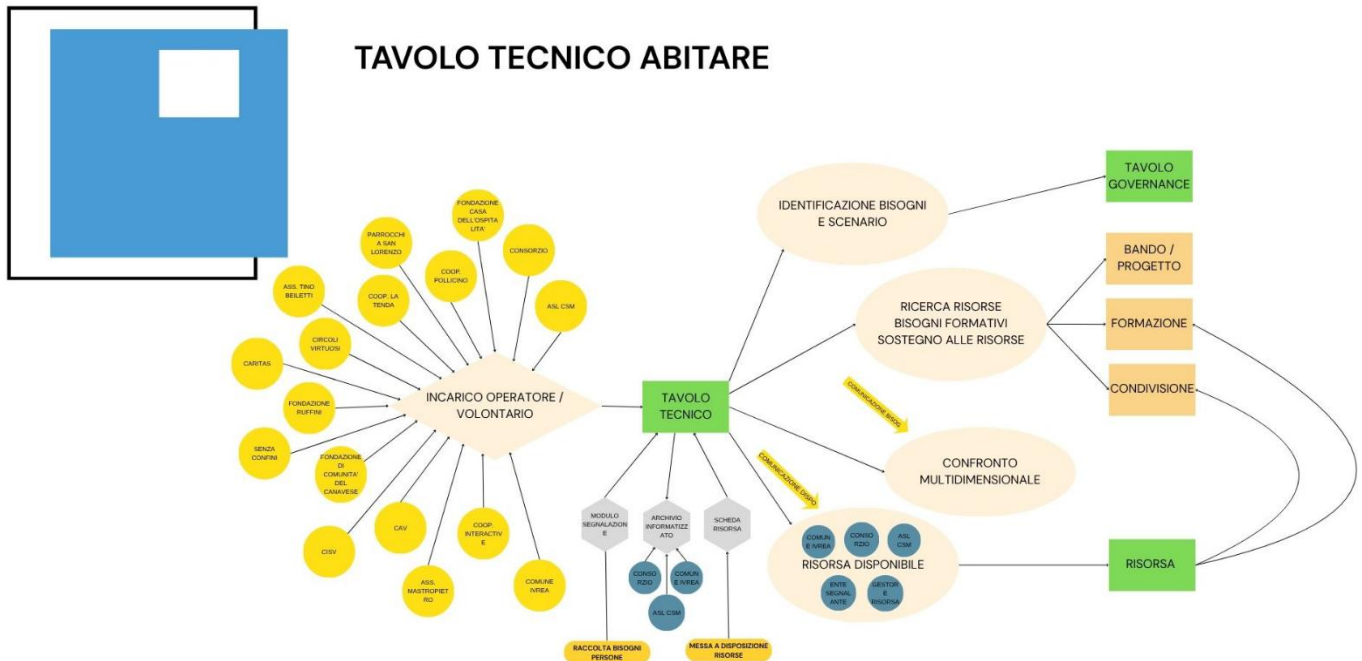 TAVOLO TECNICO ABITARE
FONDAZIONE
CASA
DELL'OSPITA
LITA'
PARROCCHI
A SAN
LORENZO
CONSORZIO
COOP.
POLLICINO
ASS. TINO
BEILETTI
COOP. LA
TENDA
ASL CSM
CIRCOLI
VIRTUOSI
CARITAS
FONDAZIONE
RUFFINI
SENZA
CONFINI
FONDAZIONE
DI
COMUNITA'
DEL
CANAVESE
CISV
CAV
ASS.
MASTROPIET
RO
COOP.
INTERACTIV
E
COMUNE
IVREA
INCARICO OPERATORE /
VOLONTARIO
TAVOLO
TECNICO
MODULO
SEGNALAZION
E
ARCHIVIO
INFORMATIZZ
ATO
SCHEDA
RISORSA
CONSO
RZIO
COMUN
E IVREA
ASL CSM
RACCOLTA BISOGNI
PERSONE
MESSA A DISPOSIZIONE
RISORSE
IDENTIFICAZIONE BISOGNI
E SCENARIO
RICERCA RISORSE
BISOGNI FORMATIVI
SOSTEGNO ALLE RISORSE
COMUNICAZIONE BISOG
CONFRONTO
MULTIDIMENSIONALE
COMUNICAZIONE DISPO
COMUN
E IVREA
CONSO
RZIO
ASL
CSM
RISORSA DISPONIBILE
ENTE
SEGNAL
ANTE
GESTOR
E
RISORSA
TAVOLO
GOVERNANCE
BANDO /
PROGETTO
FORMAZIONE
CONDIVISIONE
RISORSA